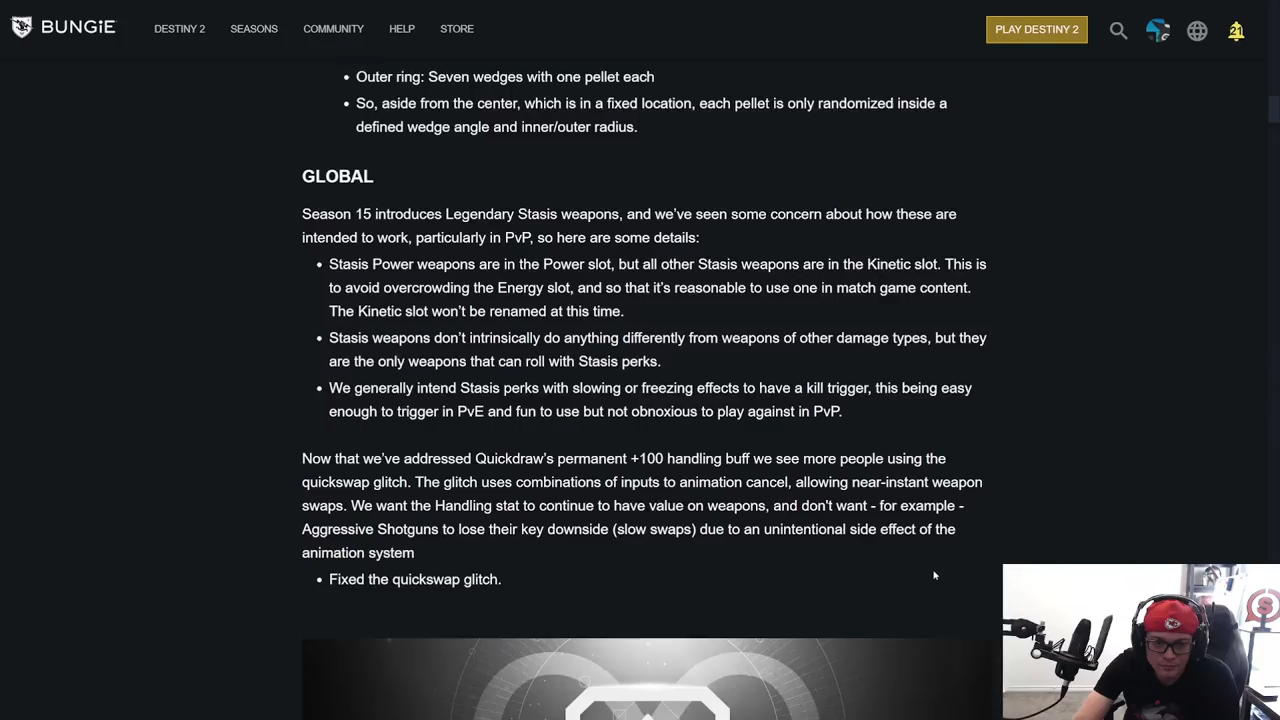 BUNGiE
DESTINY 2
SEASONS
COMMUNITY
HELP
STORE
PLAY DESTINY 2
21
• Outer ring: Seven wedges with one pellet each
• So, aside from the center, which is in a fixed location, each pellet is only randomized inside a
defined wedge angle and inner/outer radius.
GLOBAL
Season 15 introduces Legendary Stasis weapons, and we’ve seen some concern about how these are
intended to work, particularly in PvP, so here are some details:
• Stasis Power weapons are in the Power slot, but all other Stasis weapons are in the Kinetic slot. This is
to avoid overcrowding the Energy slot, and so that it’s reasonable to use one in match game content.
The Kinetic slot won’t be renamed at this time.
• Stasis weapons don’t intrinsically do anything differently from weapons of other damage types, but they
are the only weapons that can roll with Stasis perks.
• We generally intend Stasis perks with slowing or freezing effects to have a kill trigger, this being easy
enough to trigger in PvE and fun to use but not obnoxious to play against in PvP.
Now that we’ve addressed Quickdraw’s permanent +100 handling buff we see more people using the
quickswap glitch. The glitch uses combinations of inputs to animation cancel, allowing near-instant weapon
swaps. We want the Handling stat to continue to have value on weapons, and don't want - for example -
Aggressive Shotguns to lose their key downside (slow swaps) due to an unintentional side effect of the
animation system
• Fixed the quickswap glitch.